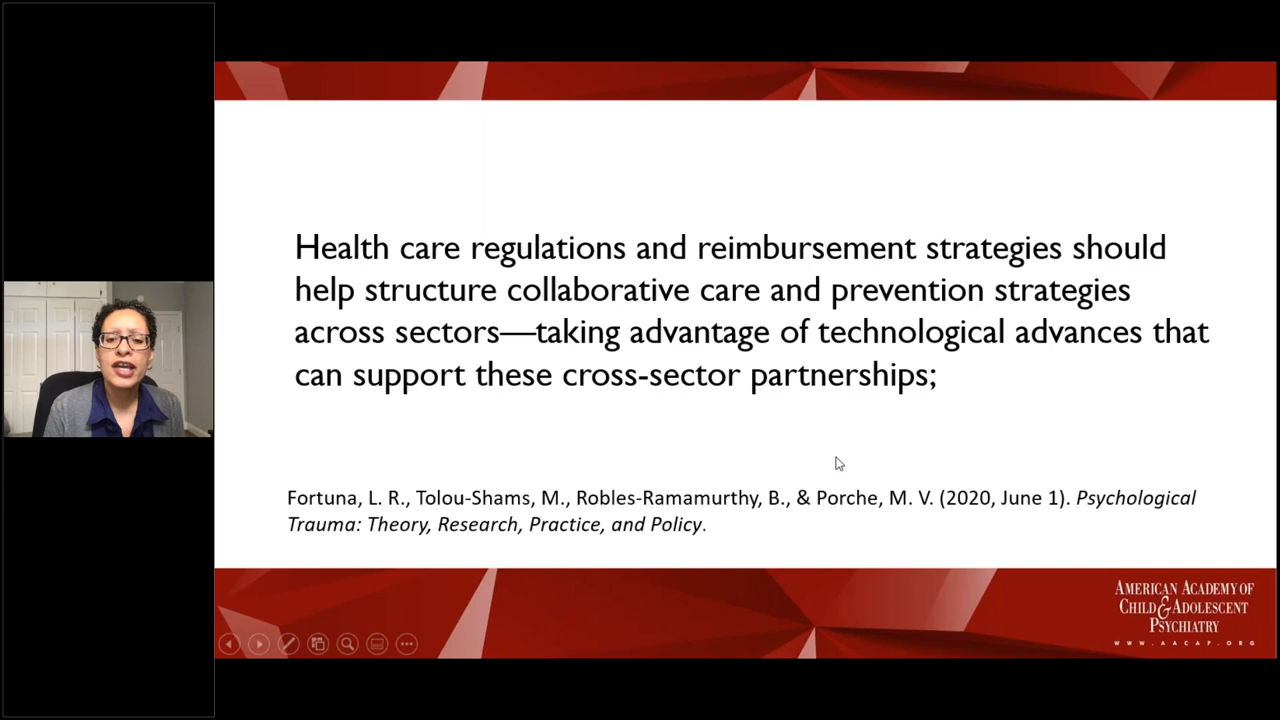 Health care regulations and reimbursement strategies should
help structure collaborative care and prevention strategies
across sectors—taking advantage of technological advances that
can support these cross-sector partnerships;
Fortuna, L. R., Tolou-Shams, M., Robles-Ramamurthy, B., & Porche, M. V. (2020, June 1). Psychological
Trauma: Theory, Research, Practice, and Policy.
AMERICAN ACADEMY OF
CHILD & ADOLESCENT
PSYCHIATRY
WWW.AACAP.ORG